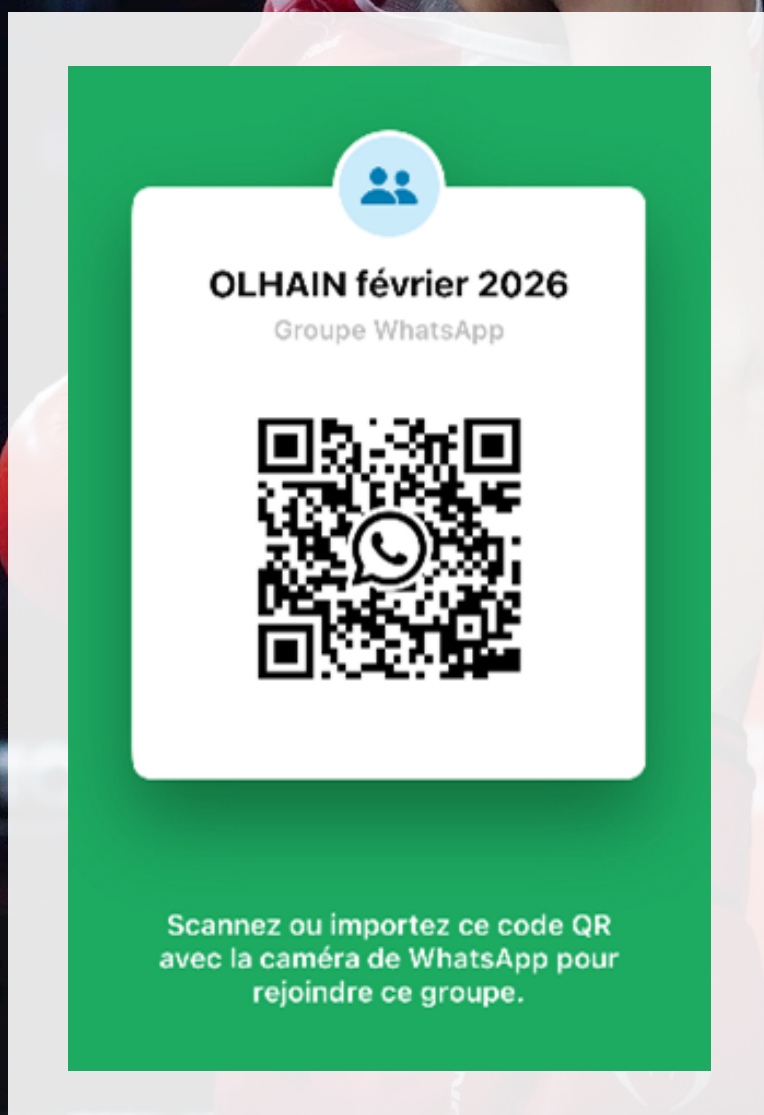 OLHAIN février 2026
Groupe WhatsApp
Scannez ou importez ce code QR
avec la caméra de WhatsApp pour
rejoindre ce groupe.